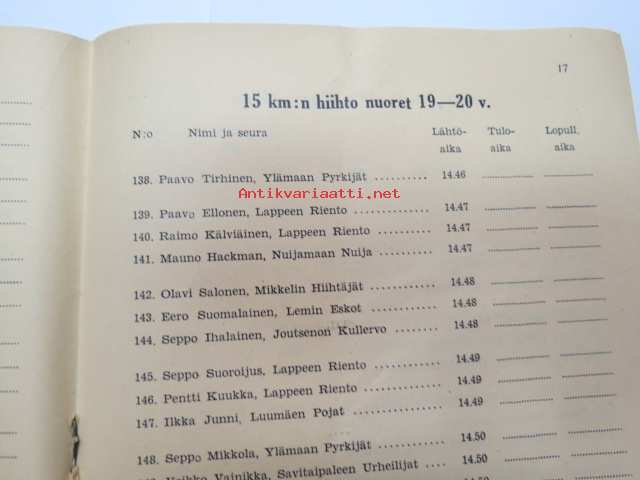 17
15 km:n hiihto nuoret 19—20 v.
N:o Nimi ja seura Lähtö- Tulo- Lopull.
aika aika aika
138. Paavo Tirhinen, Ylämaan Pyrkijät .......... 14.46
Antikvariaatti.net
139. Paavo Ellonen, Lappeen Riento .......... 14.47
140. Raimo Kälviäinen, Lappeen Riento .......... 14.47
141. Mauno Hackman, Nuijamaan Nuija .......... 14.47
142. Olavi Salonen, Mikkelin Hiihtäjät .......... 14.48
143. Eero Suomalainen, Lemin Eskot .......... 14.48
144. Seppo Ihalainen, Joutsenon Kullervo ........ 14.48
145. Seppo Suoroijus, Lappeen Riento .......... 14.49
146. Pentti Kuukka, Lappeen Riento .......... 14.49
147. Ilkka Junni, Luumäen Pojat .......... 14.49
148. Seppo Mikkola, Ylämaan Pyrkijät .......... 14.50
Veikko Vainikka, Savitaipaleen Urheilijat .... 14.50